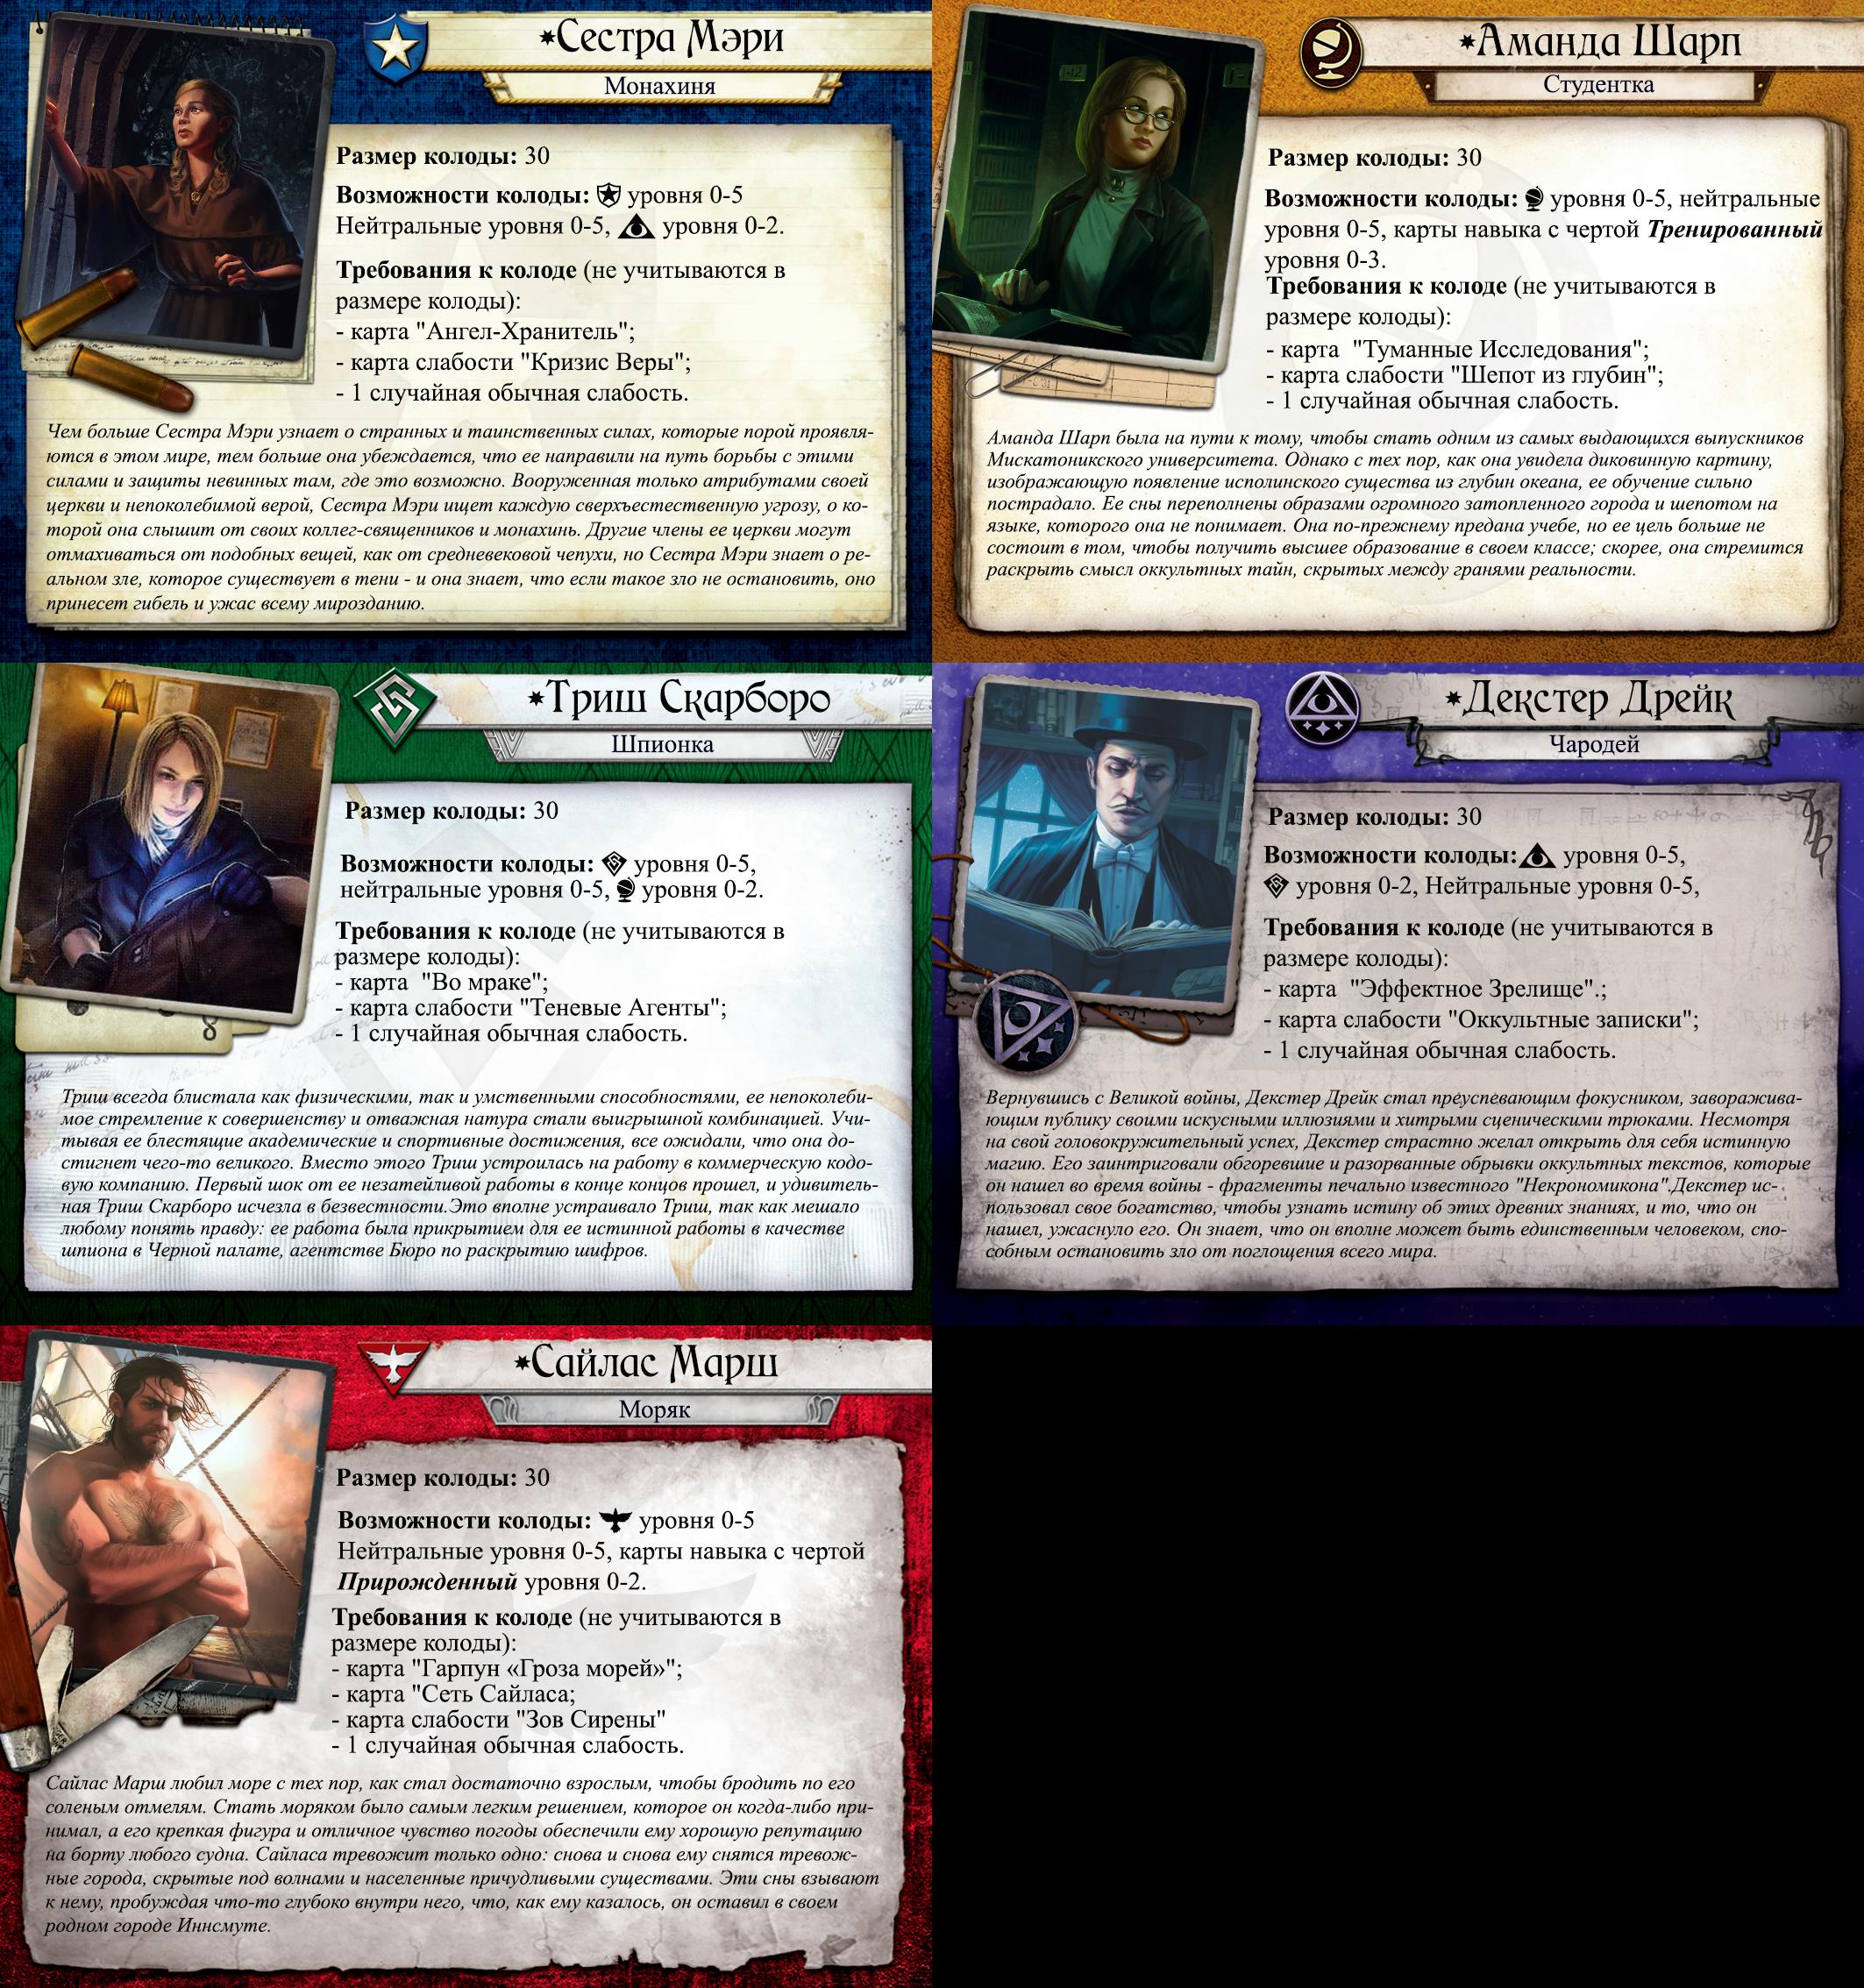 *Сестра Мэри
Монахиня
Размер колоды: 30
Возможности колоды: уровня 0-5
Нейтральные уровня 0-5, уровня 0-2.
Требования к колоде (не учитываются в
размере колоды):
- карта "Ангел-Хранитель";
- карта слабости "Кризис Веры";
- 1 случайная обычная слабость.
Чем больше Сестра Мэри узнает о странных и таинственных силах, которые порой проявля-
ются в этом мире, тем больше она убеждается, что ее направили на путь борьбы с этими
силами и защиты невинных там, где это возможно. Вооруженная только атрибутами своей
церкви и непоколебимой верой, Сестра Мэри ищет каждую сверхъестественную угрозу, о ко-
торой она слышит от своих коллег-священников и монахинь. Другие члены ее церкви могут
отмахиваться от подобных вещей, как от средневековой чепухи, но Сестра Мэри знает о ре-
альном зле, которое существует в тени - и она знает, что если такое зло не остановить, оно
принесет гибель и ужас всему мирозданию.
*Аманда Шарп
Студентка
Размер колоды: 30
Возможности колоды: уровня 0-5, нейтральные
уровня 0-5, карты навыка с чертой Тренированный
уровня 0-3.
Требования к колоде (не учитываются в
размере колоды):
- карта "Туманные Исследования";
- карта слабости "Шепот из глубин";
- 1 случайная обычная слабость.
Аманда Шарп была на пути к тому, чтобы стать одним из самых выдающихся выпускников
Мискатоникского университета. Однако с тех пор, как она увидела диковинную картину,
изображающую появление исполинского существа из глубин океана, ее обучение сильно
пострадало. Ее сны переполнены образами огромного затопленного города и шепотом на
языке, которого она не понимает. Она по-прежнему предана учебе, но ее цель больше не
состоит в том, чтобы получить высшее образование в своем классе; скорее, она стремится
раскрыть смысл оккультных тайн, скрытых между гранями реальности.
*Триш Скарборо
Шпионка
Размер колоды: 30
Возможности колоды: уровня 0-5,
нейтральные уровня 0-5, уровня 0-2.
Требования к колоде (не учитываются в
размере колоды):
- карта "Во мраке";
- карта слабости "Теневые Агенты";
- 1 случайная обычная слабость.
Триш всегда блистала как физическими, так и умственными способностями, ее непоколеби-
мое стремление к совершенству и отважная натура стали выигрышной комбинацией. Учи-
тывая ее блестящие академические и спортивные достижения, все ожидали, что она до-
стигнет чего-то великого. Вместо этого Триш устроилась на работу в коммерческую кодо-
вую компанию. Первый шок от ее незатейливой работы в конце концов прошел, и удивитель-
ная Триш Скарборо исчезла в безвестности.Это вполне устраивало Триш, так как мешало
любому понять правду: ее работа была прикрытием для ее истинной работы в качестве
шпиона в Черной палате, агентстве Бюро по раскрытию шифров.
*Декстер Дрейк
Чародей
Размер колоды: 30
Возможности колоды: уровня 0-5,
уровня 0-2, Нейтральные уровня 0-5,
Требования к колоде (не учитываются в
размере колоды):
- карта "Эффектное Зрелище".;
- карта слабости "Оккультные записки";
- 1 случайная обычная слабость.
Вернувшись с Великой войны, Декстер Дрейк стал преуспевающим фокусником, заворажива-
ющим публику своими искусными иллюзиями и хитрыми сценическими трюками. Несмотря
на свой головокружительный успех, Декстер страстно желал открыть для себя истинную
магию. Его заинтриговали обгоревшие и разорванные обрывки оккультных текстов, которые
он нашел во время войны - фрагменты печально известного "Некрономикона".Декстер ис-
пользовал свое богатство, чтобы узнать истину об этих древних знаниях, и то, что он
нашел, ужаснуло его. Он знает, что он вполне может быть единственным человеком, спо-
собным остановить зло от поглощения всего мира.
*Сайлас Марш
Моряк
Размер колоды: 30
Возможности колоды: уровня 0-5
Нейтральные уровня 0-5, карты навыка с чертой
Прирожденный уровня 0-2.
Требования к колоде (не учитываются в
размере колоды):
- карта "Гарпун «Гроза морей»";
- карта "Сеть Сайласа;
- карта слабости "Зов Сирены"
- 1 случайная обычная слабость.
Сайлас Марш любил море с тех пор, как стал достаточно взрослым, чтобы бродить по его
соленым отмелям. Стать моряком было самым легким решением, которое он когда-либо при-
нимал, а его крепкая фигура и отличное чувство погоды обеспечили ему хорошую репутацию
на борту любого судна. Сайласа тревожит только одно: снова и снова ему снятся тревож-
ные города, скрытые под волнами и населенные причудливыми существами. Эти сны взывают
к нему, пробуждая что-то глубоко внутри него, что, как ему казалось, он оставил в своем
родном городе Иннсмуте.